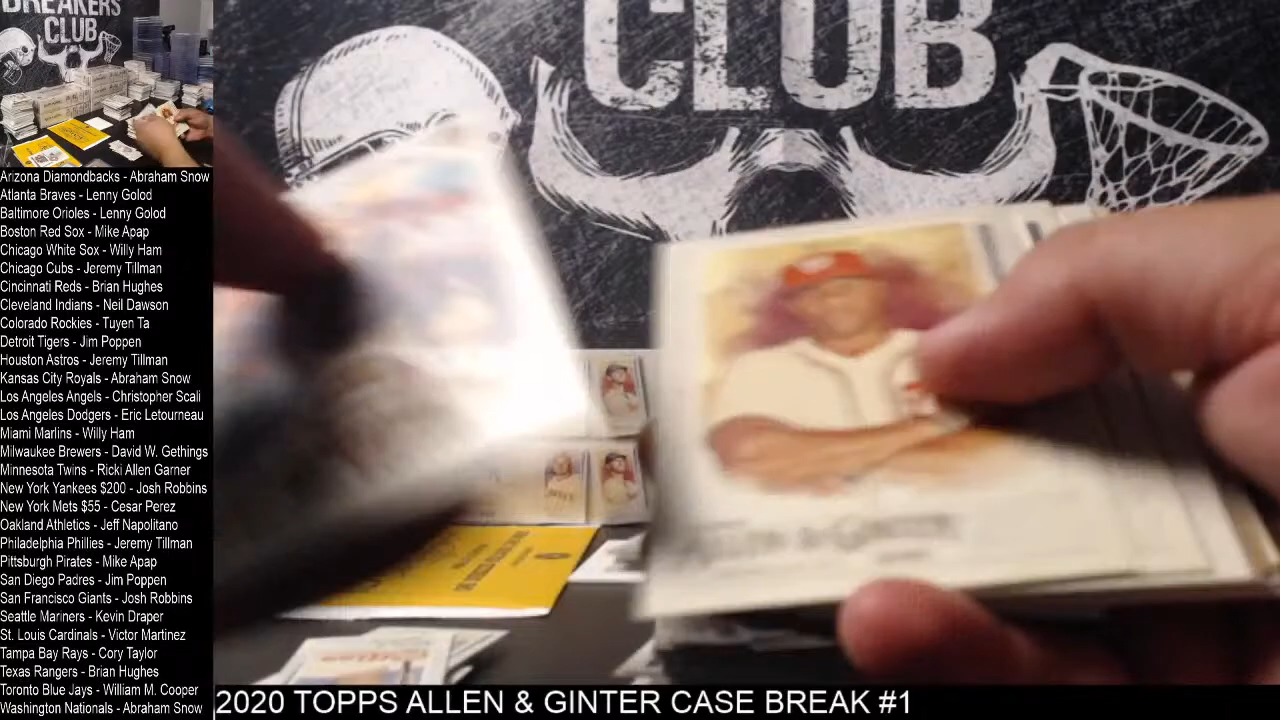 BREAKERS
CLUB
CLUB
Arizona Diamondbacks - Abraham Snow
Atlanta Braves - Lenny Golod
Baltimore Orioles - Lenny Golod
Boston Red Sox - Mike Apap
Chicago White Sox - Willy Ham
Chicago Cubs - Jeremy Tillman
Cincinnati Reds - Brian Hughes
Cleveland Indians - Neil Dawson
Colorado Rockies - Tuyen Ta
Detroit Tigers - Jim Poppen
Houston Astros - Jeremy Tillman
Kansas City Royals - Abraham Snow
Los Angeles Angels - Christopher Scali
Los Angeles Dodgers - Eric Letourneau
Miami Marlins - Willy Ham
Milwaukee Brewers - David W. Gethings
Minnesota Twins - Ricki Allen Garner
New York Yankees $200 - Josh Robbins
New York Mets $55 - Cesar Perez
Oakland Athletics - Jeff Napolitano
Philadelphia Phillies - Jeremy Tillman
Pittsburgh Pirates - Mike Apap
San Diego Padres - Jim Poppen
San Francisco Giants - Josh Robbins
Seattle Mariners - Kevin Draper
St. Louis Cardinals - Victor Martinez
Tampa Bay Rays - Cory Taylor
Texas Rangers - Brian Hughes
Toronto Blue Jays - William M. Cooper
Washington Nationals - Abraham Snow
2020 TOPPS ALLEN & GINTER CASE BREAK #1